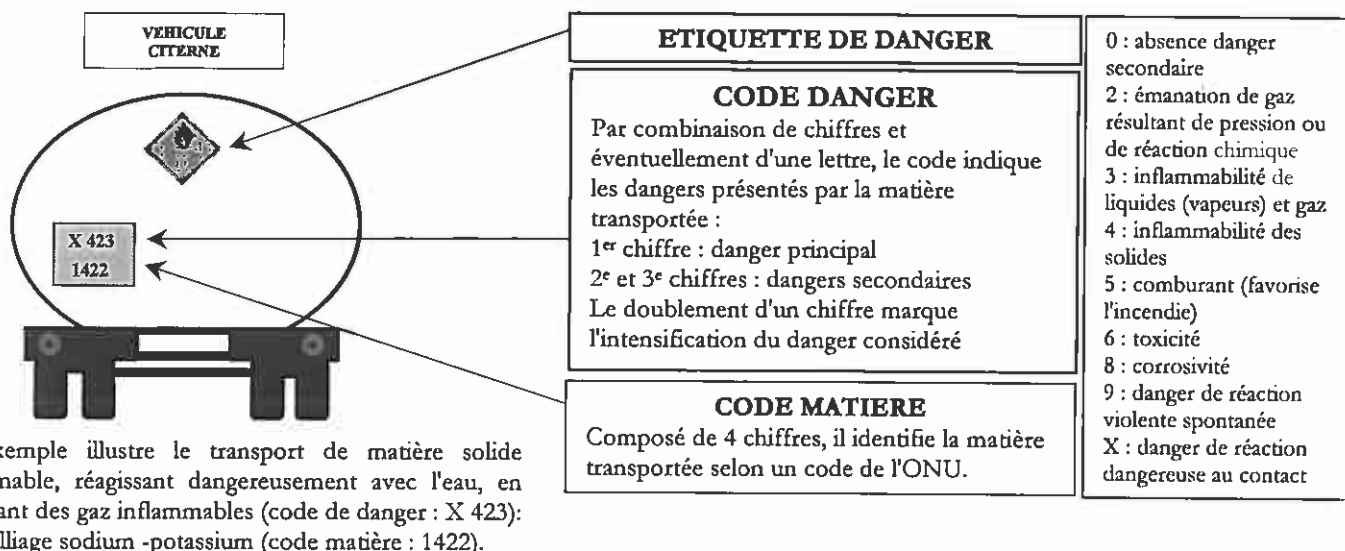 VEHICULE
CITERNE
X 423
1422
ETIQUETTE DE DANGER
CODE DANGER
Par combinaison de chiffres et
éventuellement d'une lettre, le code indique
les dangers présentés par la matière
transportée :
1er chiffre : danger principal
2e et 3e chiffres : dangers secondaires
Le doublement d'un chiffre marque
l'intensification du danger considéré
CODE MATIERE
Composé de 4 chiffres, il identifie la matière
transportée selon un code de l'ONU.
0 : absence danger
secondaire
2 : émanation de gaz
résultant de pression ou
de réaction chimique
3 : inflammabilité de
liquides (vapeurs) et gaz
4 : inflammabilité des
solides
5 : comburant (favorise
l'incendie)
6 : toxicité
8 : corrosivité
9 : danger de réaction
violente spontanée
X : danger de réaction
dangereuse au contact
illustre le transport de matière solide
réagissant dangereusement avec l'eau, en
des gaz inflammables (code de danger : X 423):
sodium -potassium (code matière : 1422).